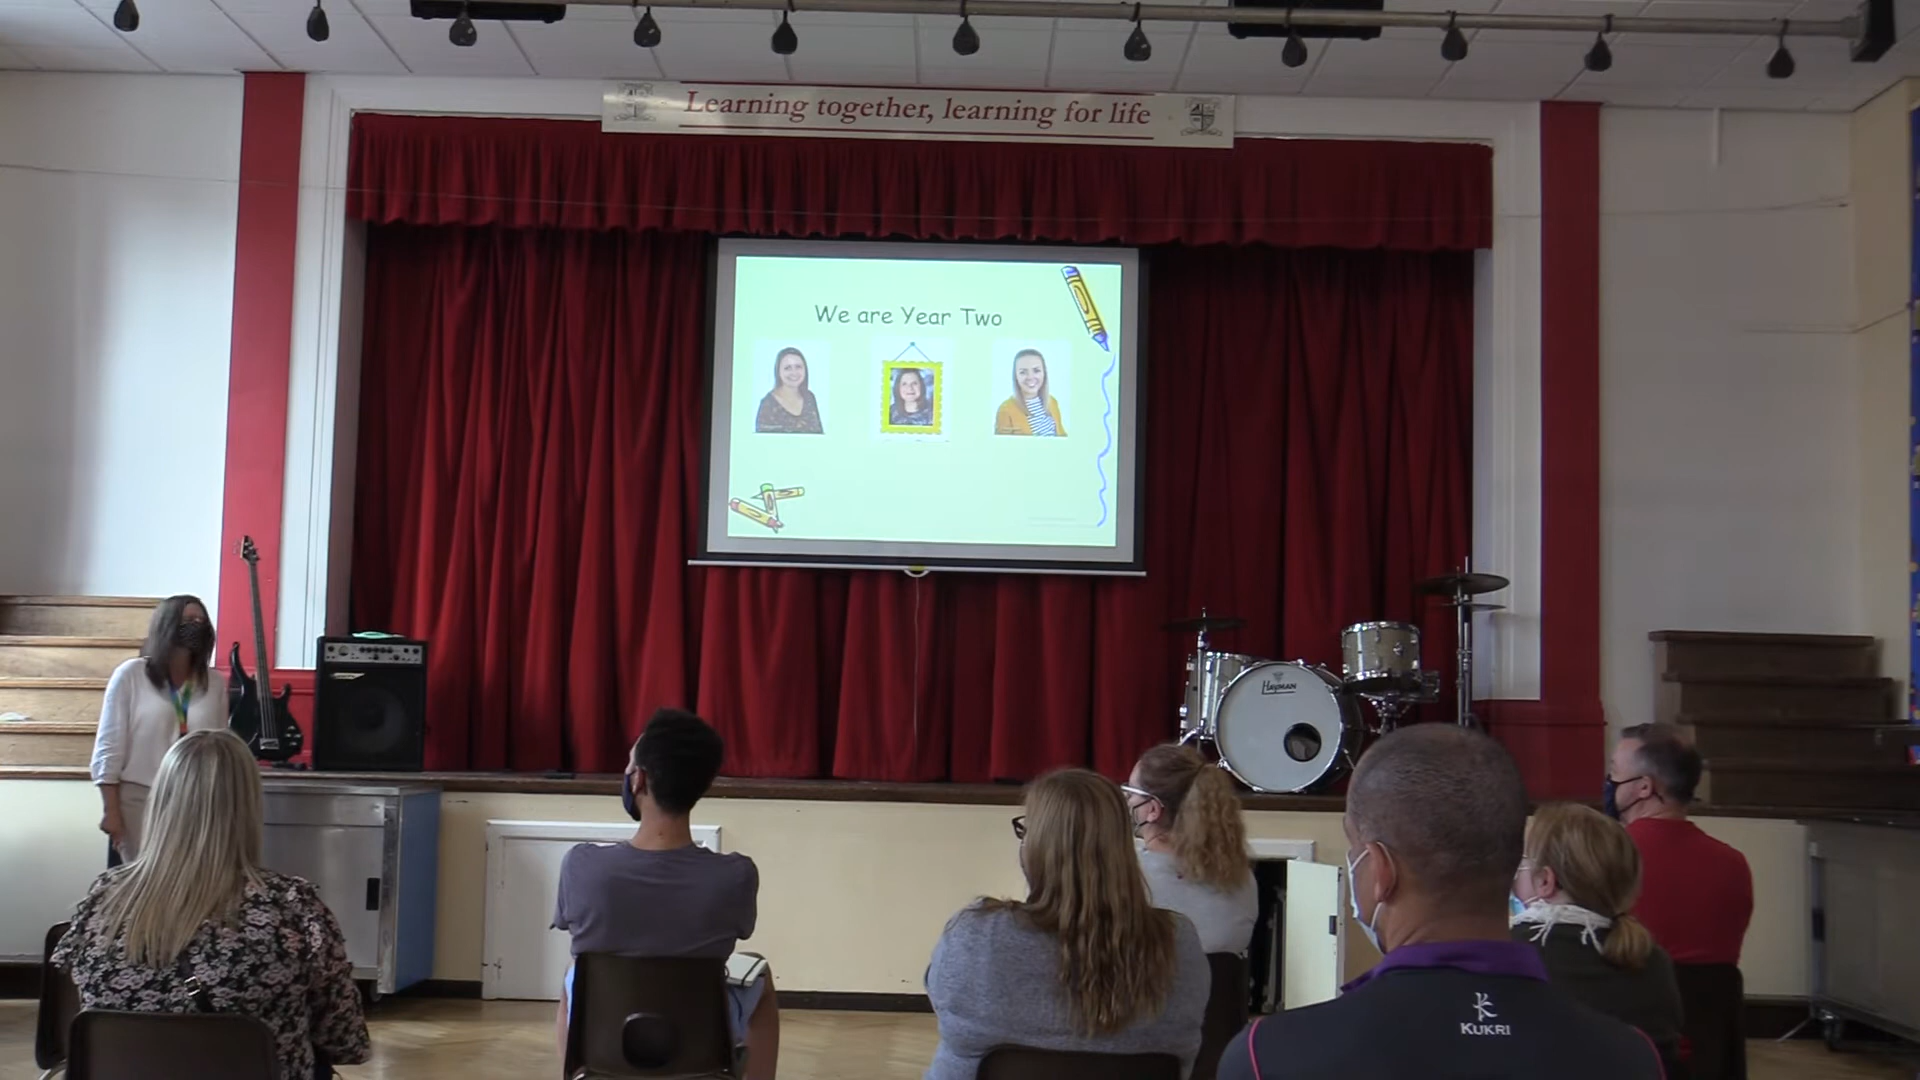 Learning together, learning for life
We are Year Two
HAYMAN
KUKRI